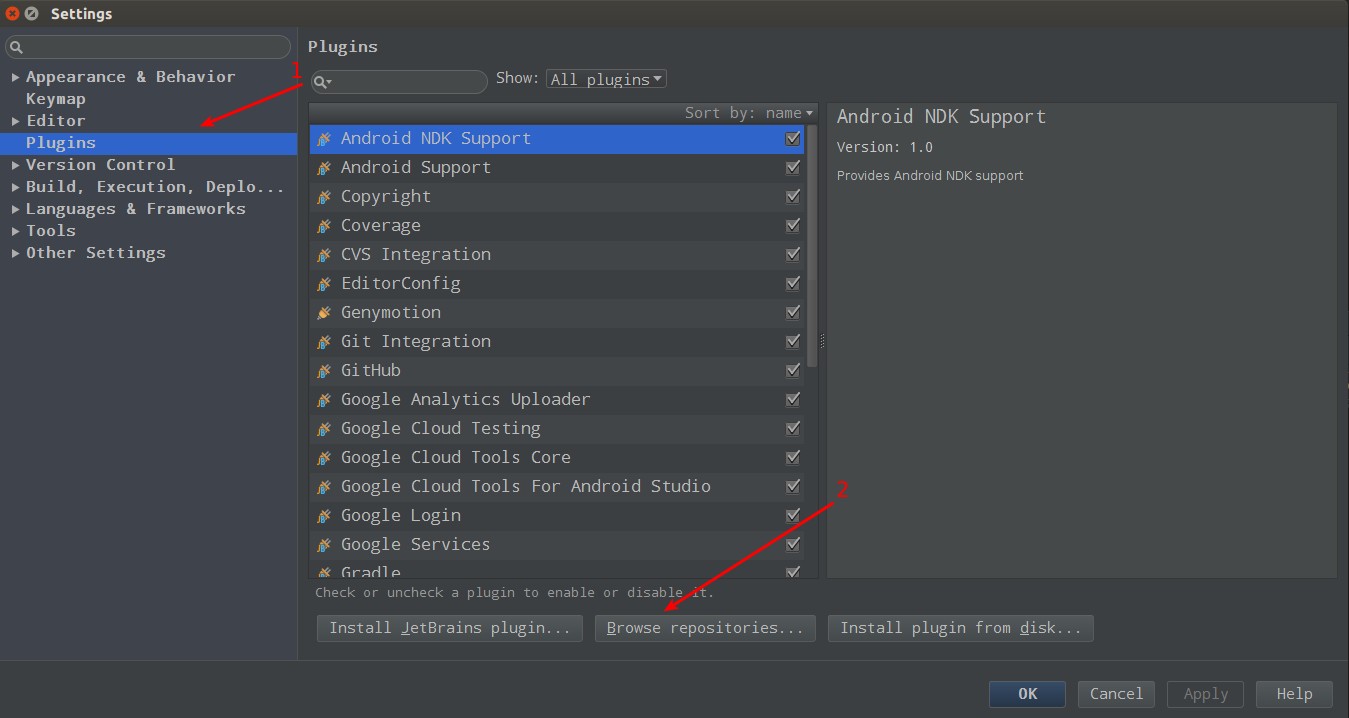 Settings
Appearance & Behavior
Keymap
Editor
Plugins
Version Control
Build, Execution, Deplo...
Languages & Frameworks
Tools
Other Settings
1
Plugins
Show: All plugins
Sort by: name
Android NDK Support
Android Support
Copyright
Coverage
CVS Integration
EditorConfig
Genymotion
Git Integration
GitHub
Google Analytics Uploader
Google Cloud Testing
Google Cloud Tools Core
Google Cloud Tools For Android Studio
Google Login
Google Services
Gradle
Check or uncheck a plugin to enable or disable it.
Install JetBrains plugin... Browse repositories... Install plugin from disk...
2
Android NDK Support
Version: 1.0
Provides Android NDK support
OK Cancel Apply Help